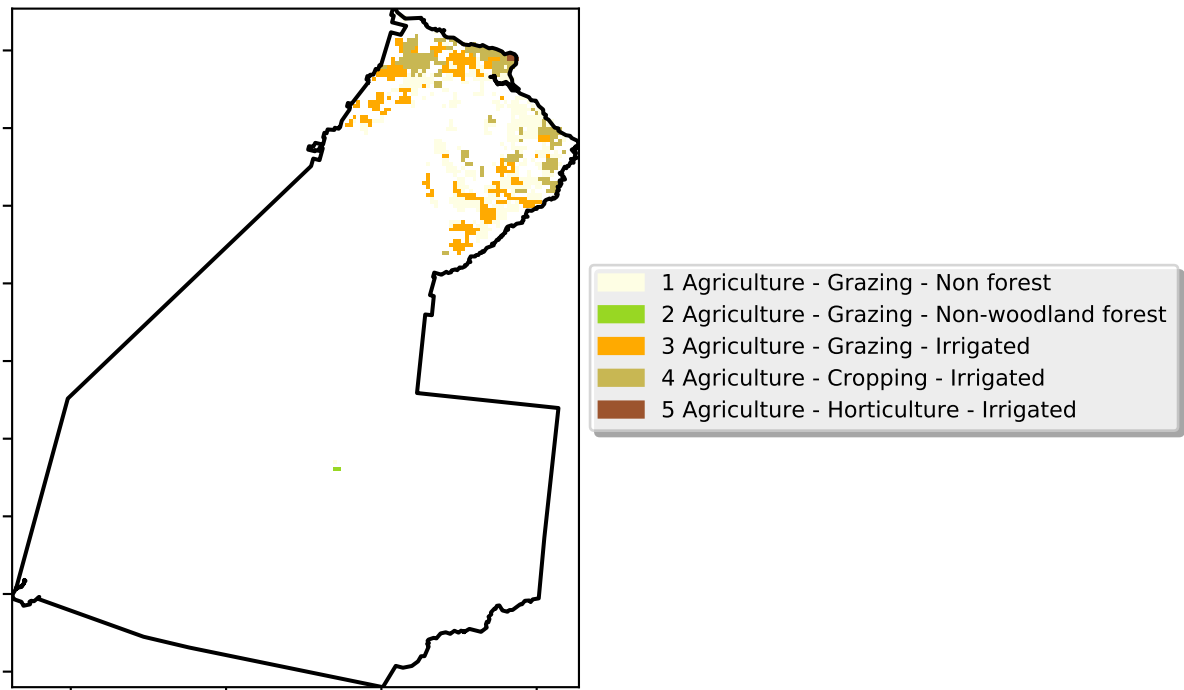 1 Agriculture - Grazing - Non forest
2 Agriculture - Grazing - Non-woodland forest
3 Agriculture - Grazing - Irrigated
4 Agriculture - Cropping - Irrigated
5 Agriculture - Horticulture - Irrigated